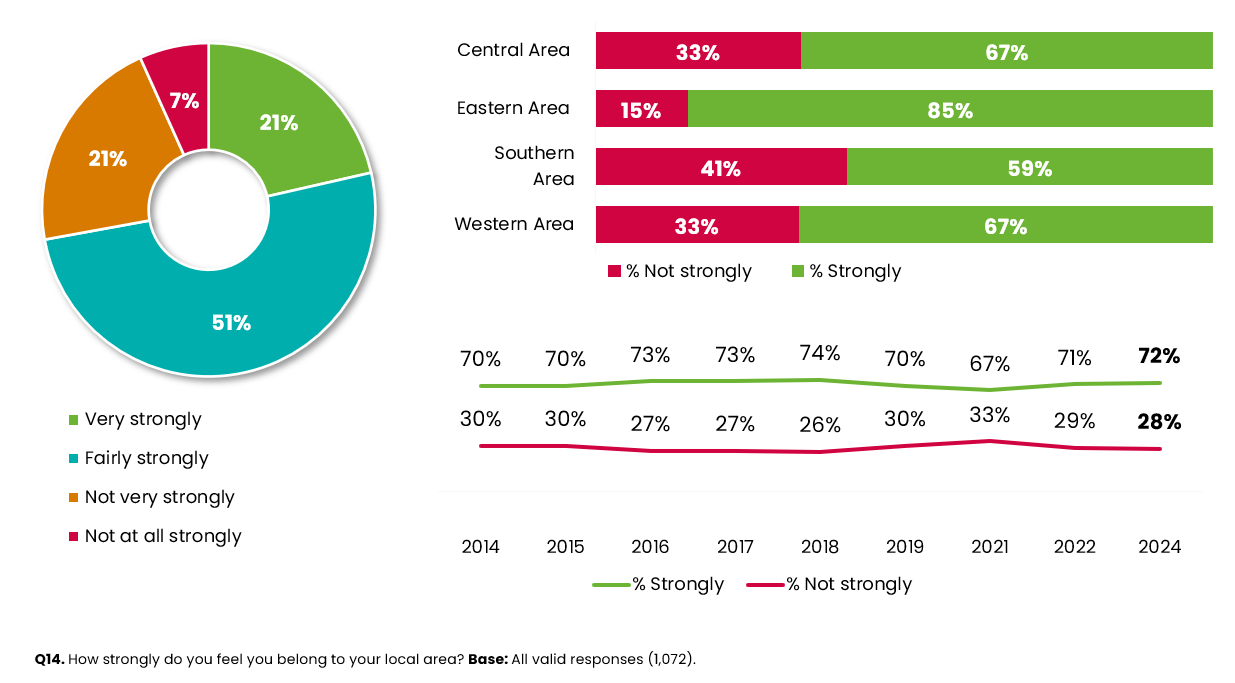 7%
21%
21%
51%
Very strongly
Fairly strongly
Not very strongly
Not at all strongly
Central Area 33% 67%
Eastern Area 15% 85%
Southern
Area 41% 59%
Western Area 33% 67%
% Not strongly % Strongly
70% 70% 73% 73% 74% 70% 67% 71% 72%
30% 30% 27% 27% 26% 30% 33% 29% 28%
2014 2015 2016 2017 2018 2019 2021 2022 2024
% Strongly % Not strongly
Q14. How strongly do you feel you belong to your local area? Base: All valid responses (1,072).